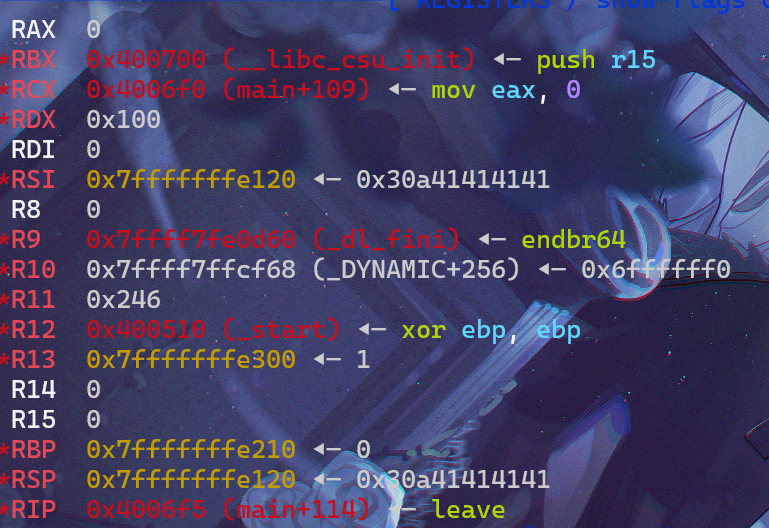 [ REGISTERS / show-flags
RAX 0
*RBX 0x400700 (__libc_csu_init) ◂— push r15
*RCX 0x4006f0 (main+109) ◂— mov eax, 0
*RDX 0x100
RDI 0
*RSI 0x7fffffffe120 ◂— 0x30a41414141
R8 0
*R9 0x7ffff7fe0d60 (_dl_fini) ◂— endbr64
*R10 0x7ffff7ffcf68 (_DYNAMIC+256) ◂— 0x6ffffff0
*R11 0x246
*R12 0x400510 (_start) ◂— xor ebp, ebp
*R13 0x7fffffffe300 ◂— 1
R14 0
R15 0
*RBP 0x7fffffffe210 ◂— 0
*RSP 0x7fffffffe120 ◂— 0x30a41414141
*RIP 0x4006f5 (main+114) ◂— leave